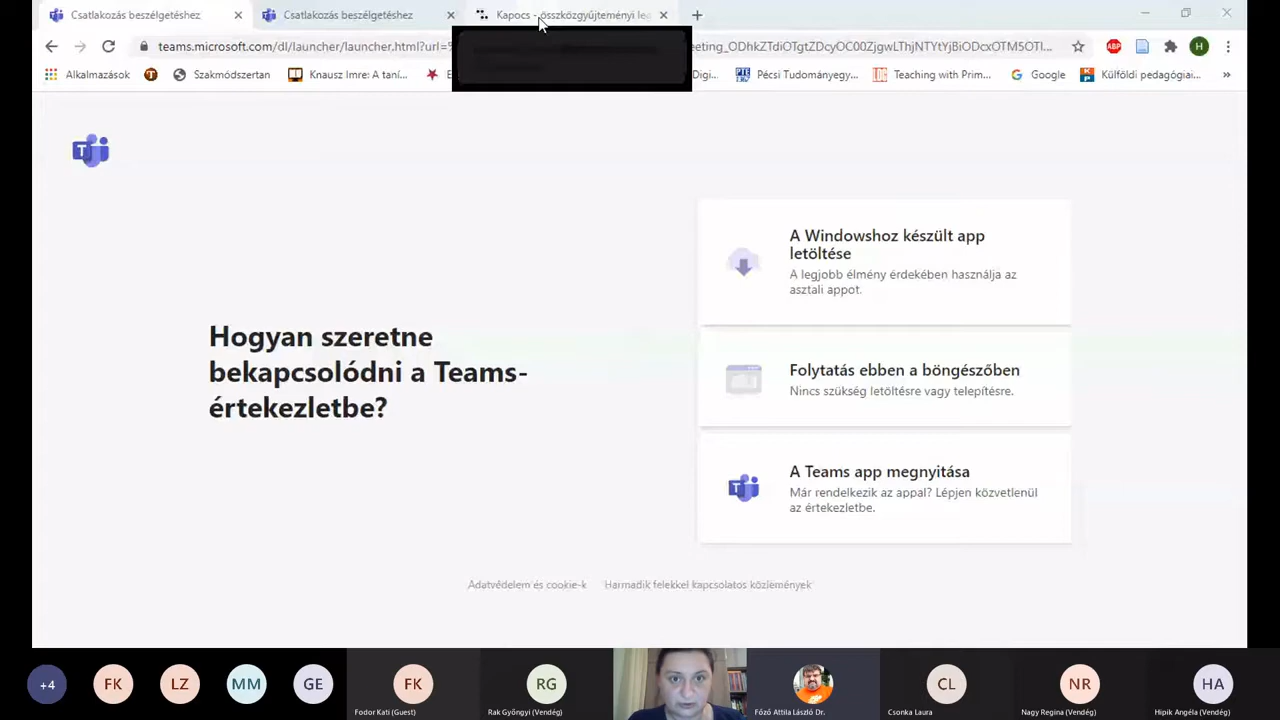 Csatlakozás beszélgetéshez
Csatlakozás beszélgetéshez
Kapocs - összközgyűjteményi lea
teams.microsoft.com/dl/launcher/launcher.html?url=%
H
Alkalmazások
Szakmódszertan
Knausz Imre: A taní...
Digi...
Pécsi Tudományegy...
Teaching with Prim...
Google
Külföldi pedagógiai...
»
Hogyan szeretne
bekapcsolódni a Teams-
értekezletbe?
A Windowshoz készült app
letöltése
A legjobb élmény érdekében használja az
asztali appot.
Folytatás ebben a böngészőben
Nincs szükség letöltésre vagy telepítésre.
A Teams app megnyitása
Már rendelkezik az appal? Lépjen közvetlenül
az értekezletbe.
Adatvédelem és cookie-k
Harmadik felekkel kapcsolatos közlemények
+4
FK
LZ
MM
GE
FK
RG
CL
NR
HA
Fodor Kati (Guest)
Rak Gyöngyi (Vendég)
Főző Attila László Dr.
Csonka Laura
Nagy Regina (Vendég)
Hipik Angéla (Vendég)